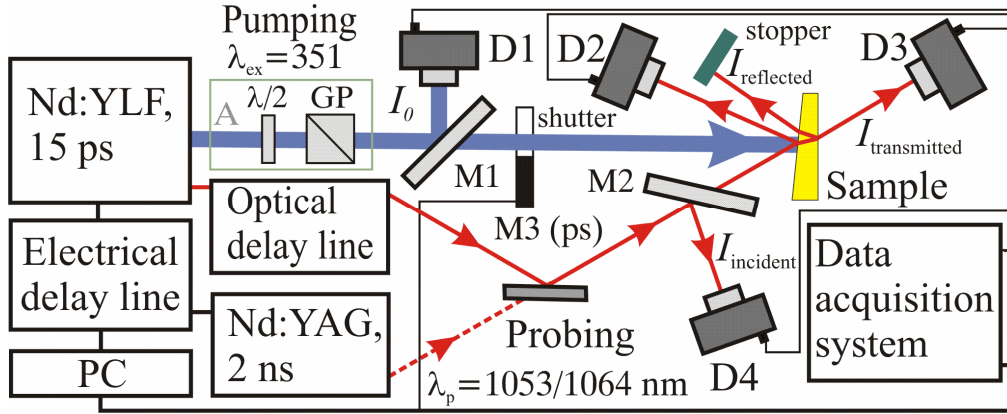 Pumping
λex=351
D1
D2
stopper
D3
Nd:YLF,
15 ps
A
λ/2
GP
I0
shutter
Ireflected
Itransmitted
M1
M2
Sample
Optical
delay line
M3 (ps)
Electrical
delay line
Iincident
Data
acquisition
system
Nd:YAG,
2 ns
Probing
D4
PC
λp=1053/1064 nm